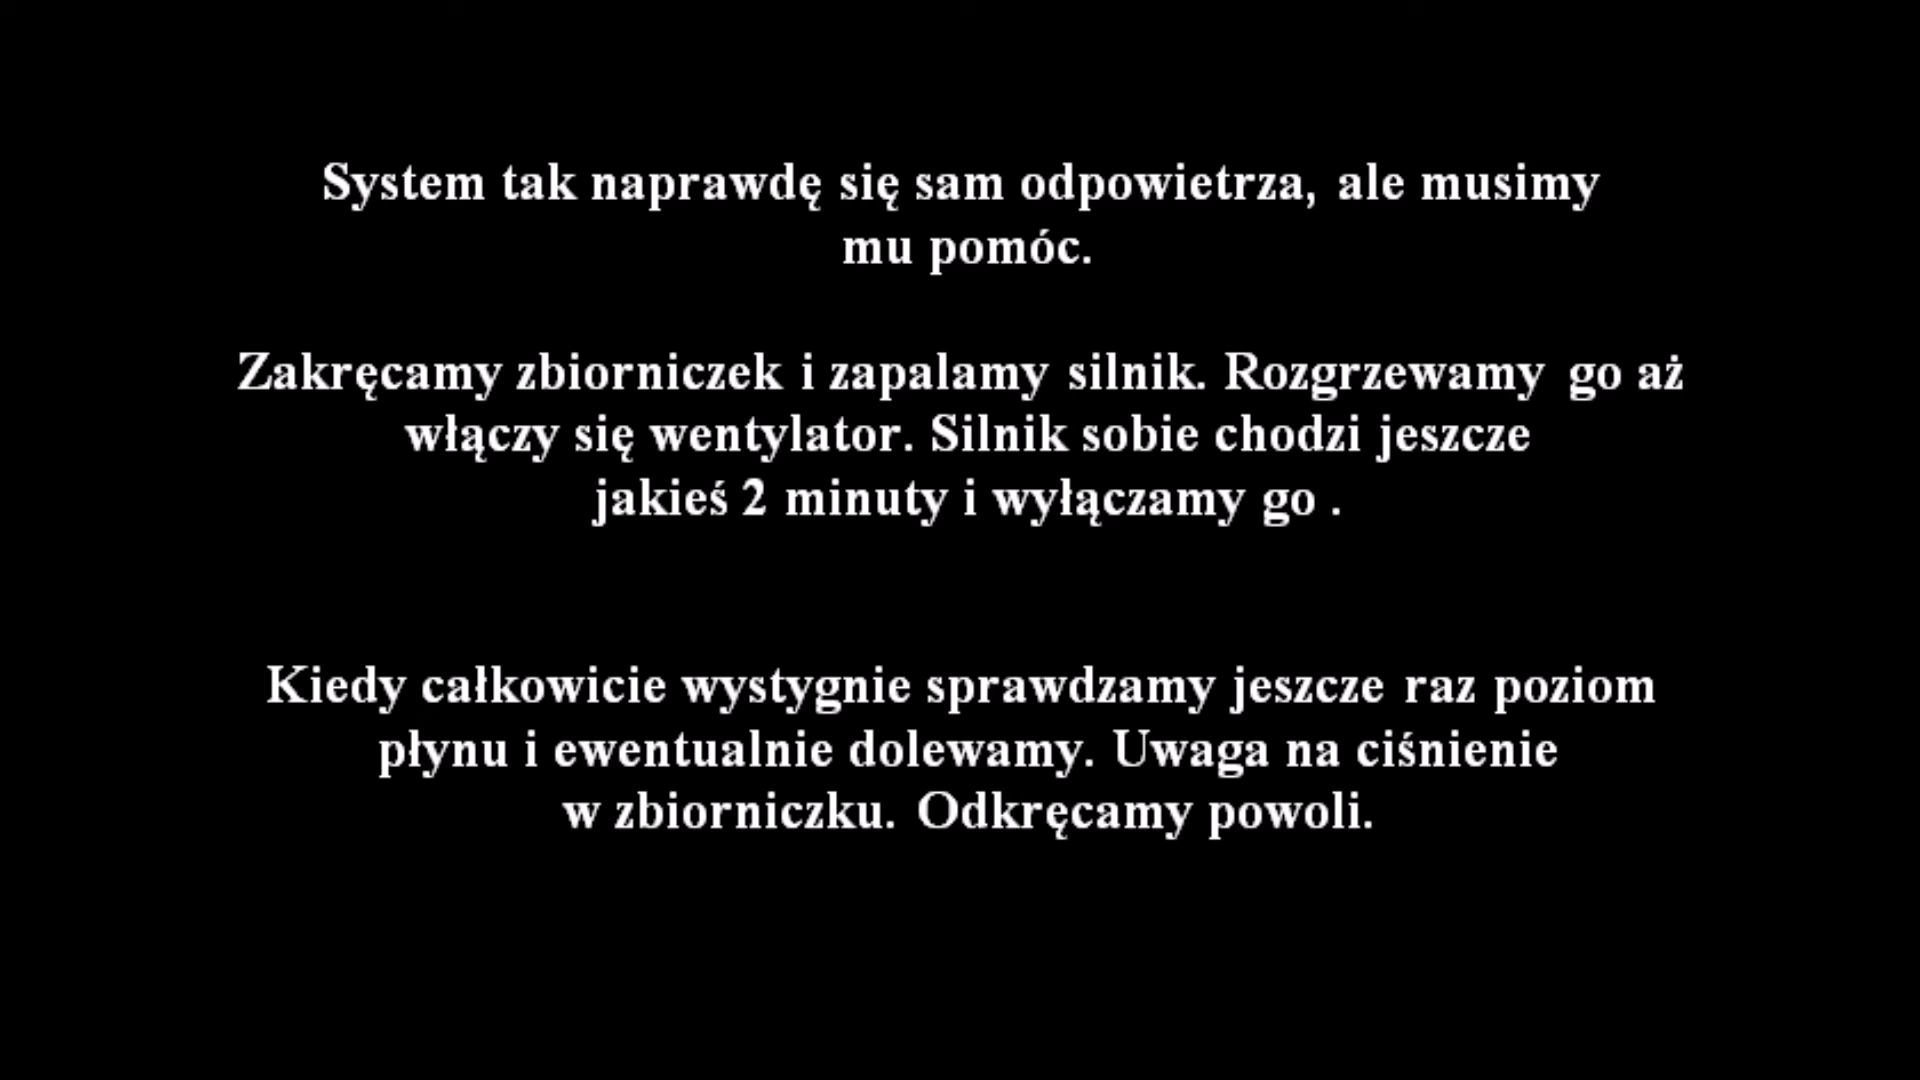 System tak naprawdę się sam odpowietrza, ale musimy
mu pomóc.
Zakręcamy zbiorniczek i zapalamy silnik. Rozgrzewamy go aż
włączy się wentylator. Silnik sobie chodzi jeszcze
jakieś 2 minuty i wyłączamy go .
Kiedy całkowicie wystygnie sprawdzamy jeszcze raz poziom
płynu i ewentualnie dolewamy. Uwaga na ciśnienie
w zbiorniczku. Odkręcamy powoli.